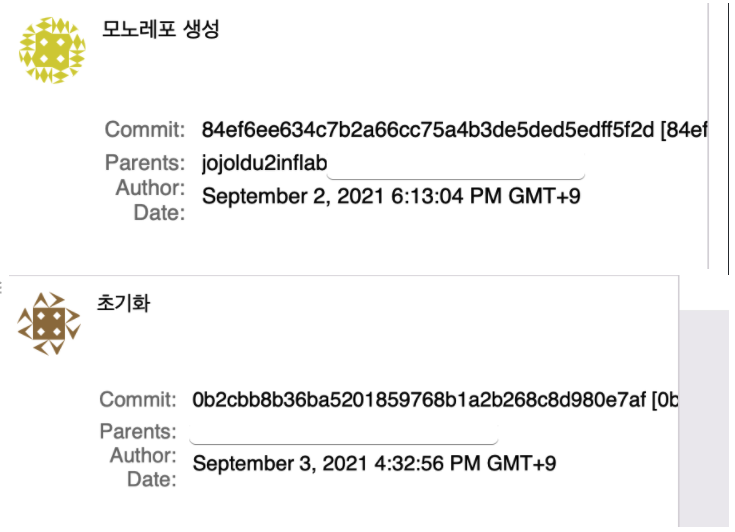 모노레포 생성
Commit: 84ef6ee634c7b2a66cc75a4b3de5ded5edff5f2d [84ef
Parents: jojoldu2inflab
Author:
September 2, 2021 6:13:04 PM GMT+9
Date:
초기화
Commit: 0b2cbb8b36ba5201859768b1a2b268c8d980e7af [0b
Parents:
Author:
September 3, 2021 4:32:56 PM GMT+9
Date: